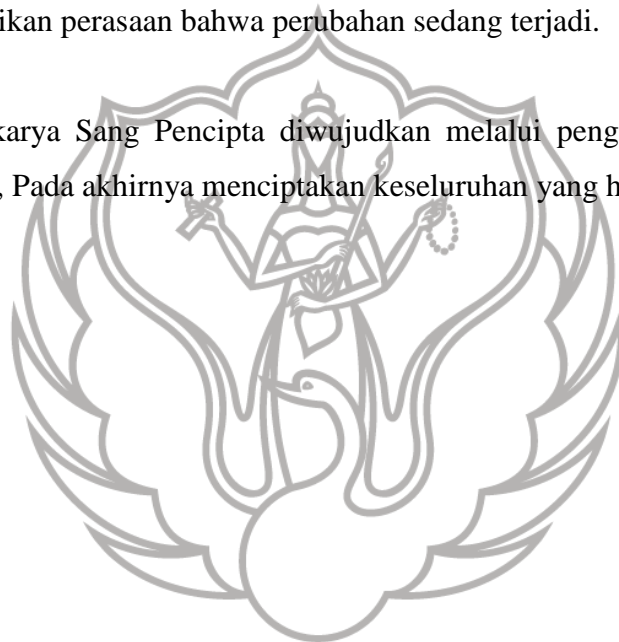 ikan perasaan bahwa perubahan sedang terjadi.
karya Sang Pencipta diwujudkan melalui peng
, Pada akhirnya menciptakan keseluruhan yang h